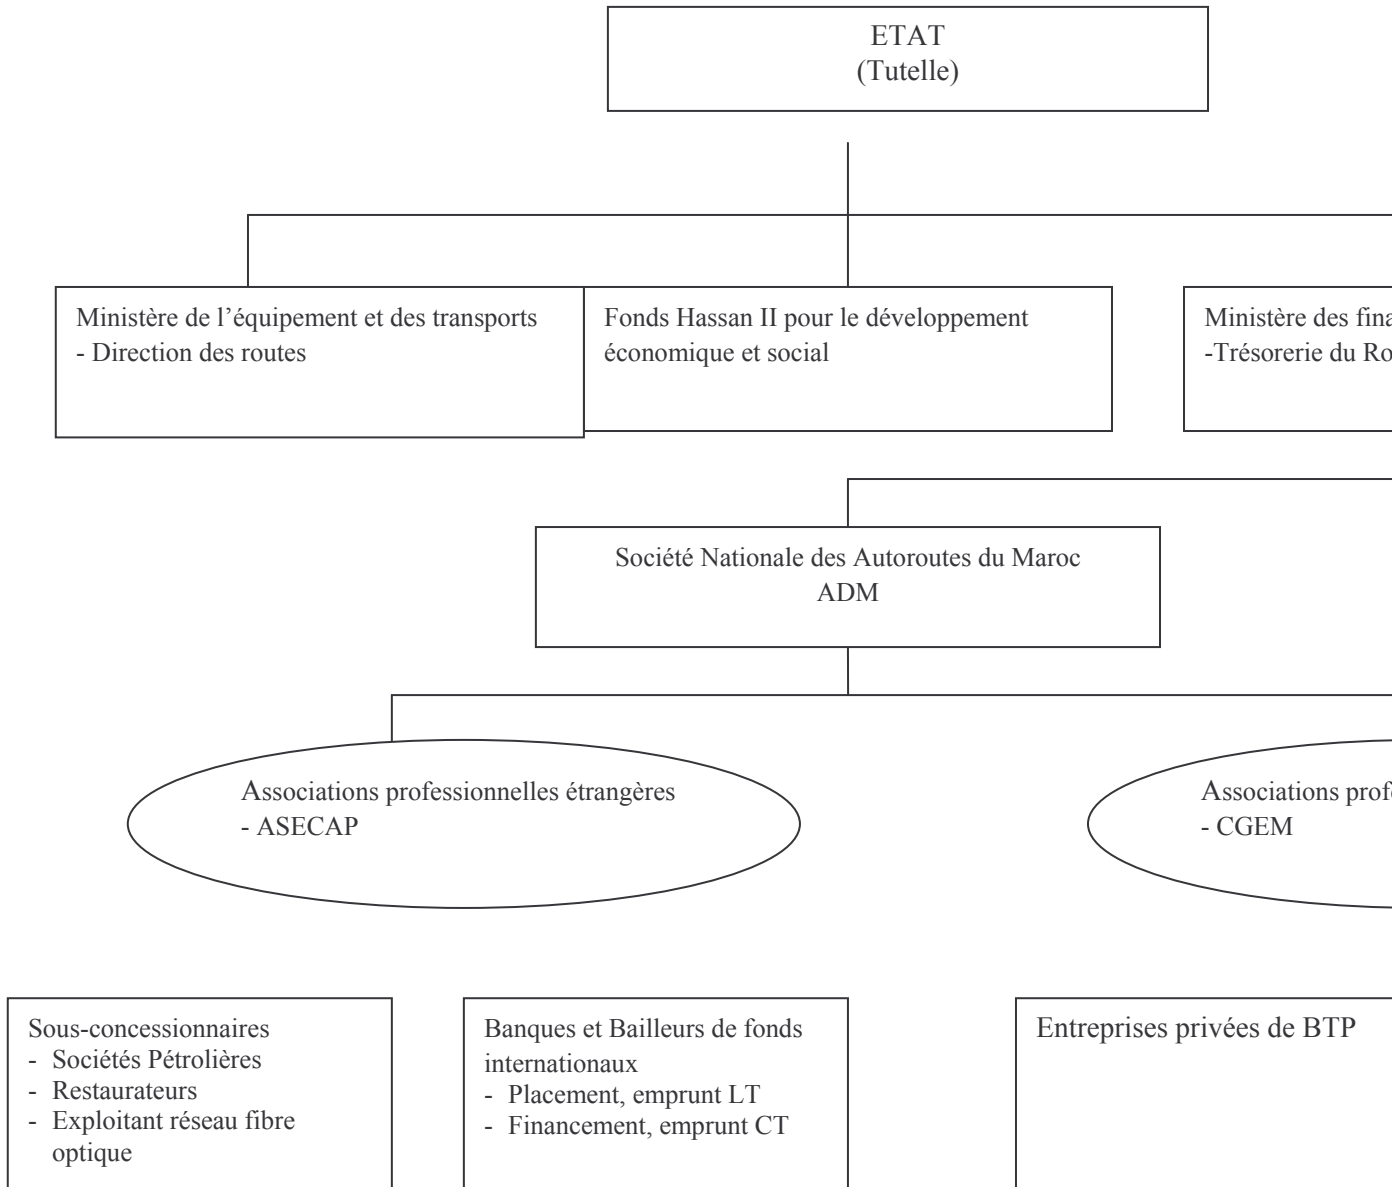 ETAT
(Tutelle)
Ministère de l’équipement et des transports
- Direction des routes
Fonds Hassan II pour le développement
économique et social
Ministère des
-Trésorerie du
Société Nationale des Autoroutes du Maroc
ADM
Associations professionnelles étrangères
- ASECAP
Associations
- CGEM
Sous-concessionnaires
- Sociétés Pétrolières
- Restaurateurs
- Exploitant réseau fibre
optique
Banques et Bailleurs de fonds
internationaux
- Placement, emprunt LT
- Financement, emprunt CT
Entreprises privées de BTP